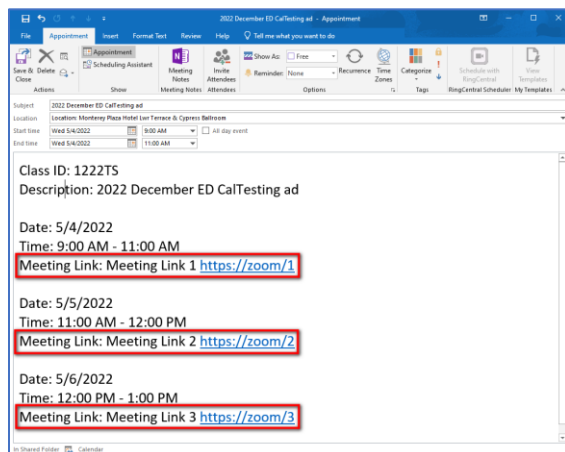 2022 December ED CalTesting ad - Appointment
File Appointment Insert Format Text Review Help Tell me what you want to do
Save & Close
Delete
Appointment
Scheduling Assistant
Meeting Notes
Invite Attendees
Show As: Free
Reminder: None
Recurrence
Time Zones
Categorize
Schedule with RingCentral
View Templates
Actions Show Meeting Notes Attendees Options Tags RingCentral Scheduler My Templates
Subject 2022 December ED CalTesting ad
Location Location: Monterey Plaza Hotel Lwr Terrace & Cypress Ballroom
Start time Wed 5/4/2022 9:00 AM All day event
End time Wed 5/4/2022 11:00 AM
Class ID: 1222TS
Description: 2022 December ED CalTesting ad
Date: 5/4/2022
Time: 9:00 AM - 11:00 AM
Meeting Link: Meeting Link 1 https://zoom/1
Date: 5/5/2022
Time: 11:00 AM - 12:00 PM
Meeting Link: Meeting Link 2 https://zoom/2
Date: 5/6/2022
Time: 12:00 PM - 1:00 PM
Meeting Link: Meeting Link 3 https://zoom/3
In Shared Folder Calendar